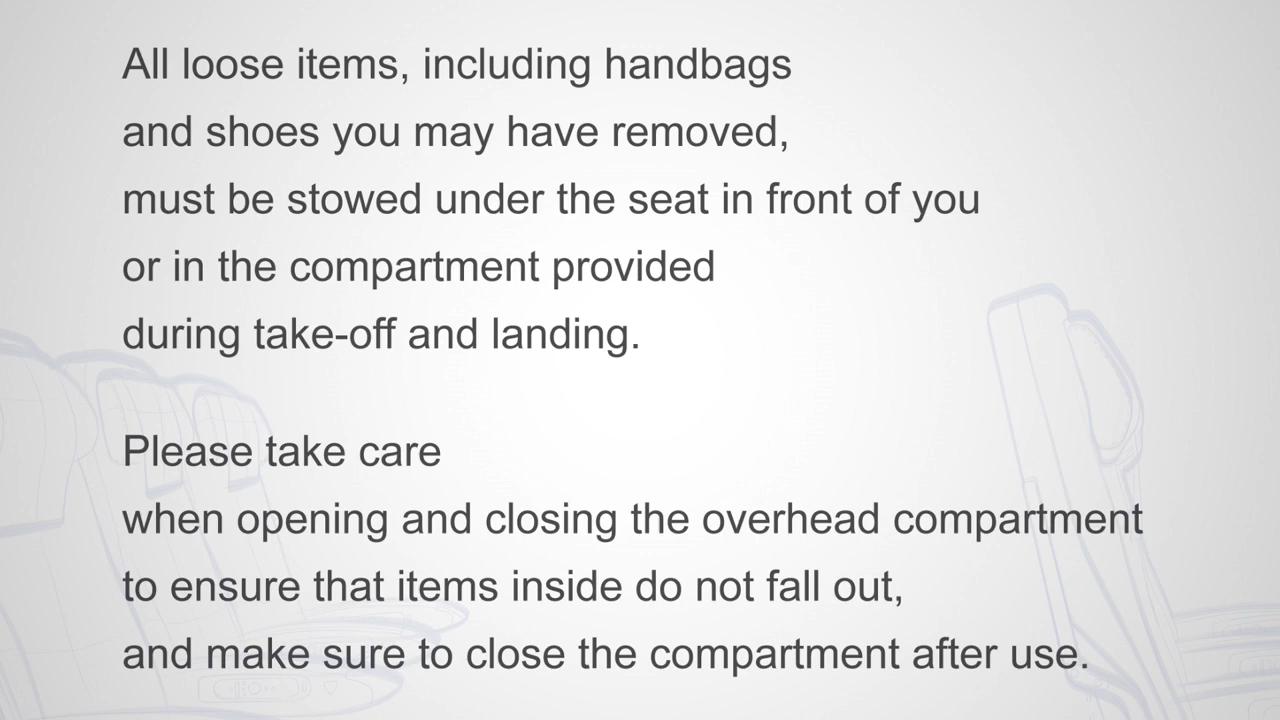 All loose items, including handbags
and shoes you may have removed,
must be stowed under the seat in front of you
or in the compartment provided
during take-off and landing.
Please take care
when opening and closing the overhead compartment
to ensure that items inside do not fall out,
and make sure to close the compartment after use.